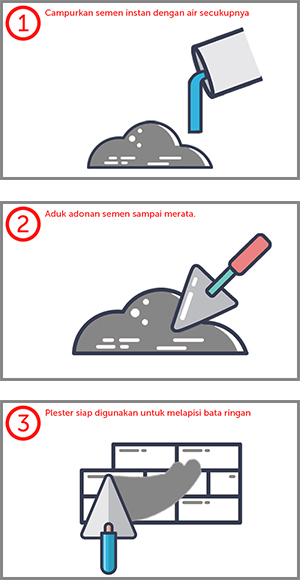 1
Campurkan semen instan dengan air secukupnya
2
Aduk adonan semen sampai merata.
3
Plester siap digunakan untuk melapisi bata ringan